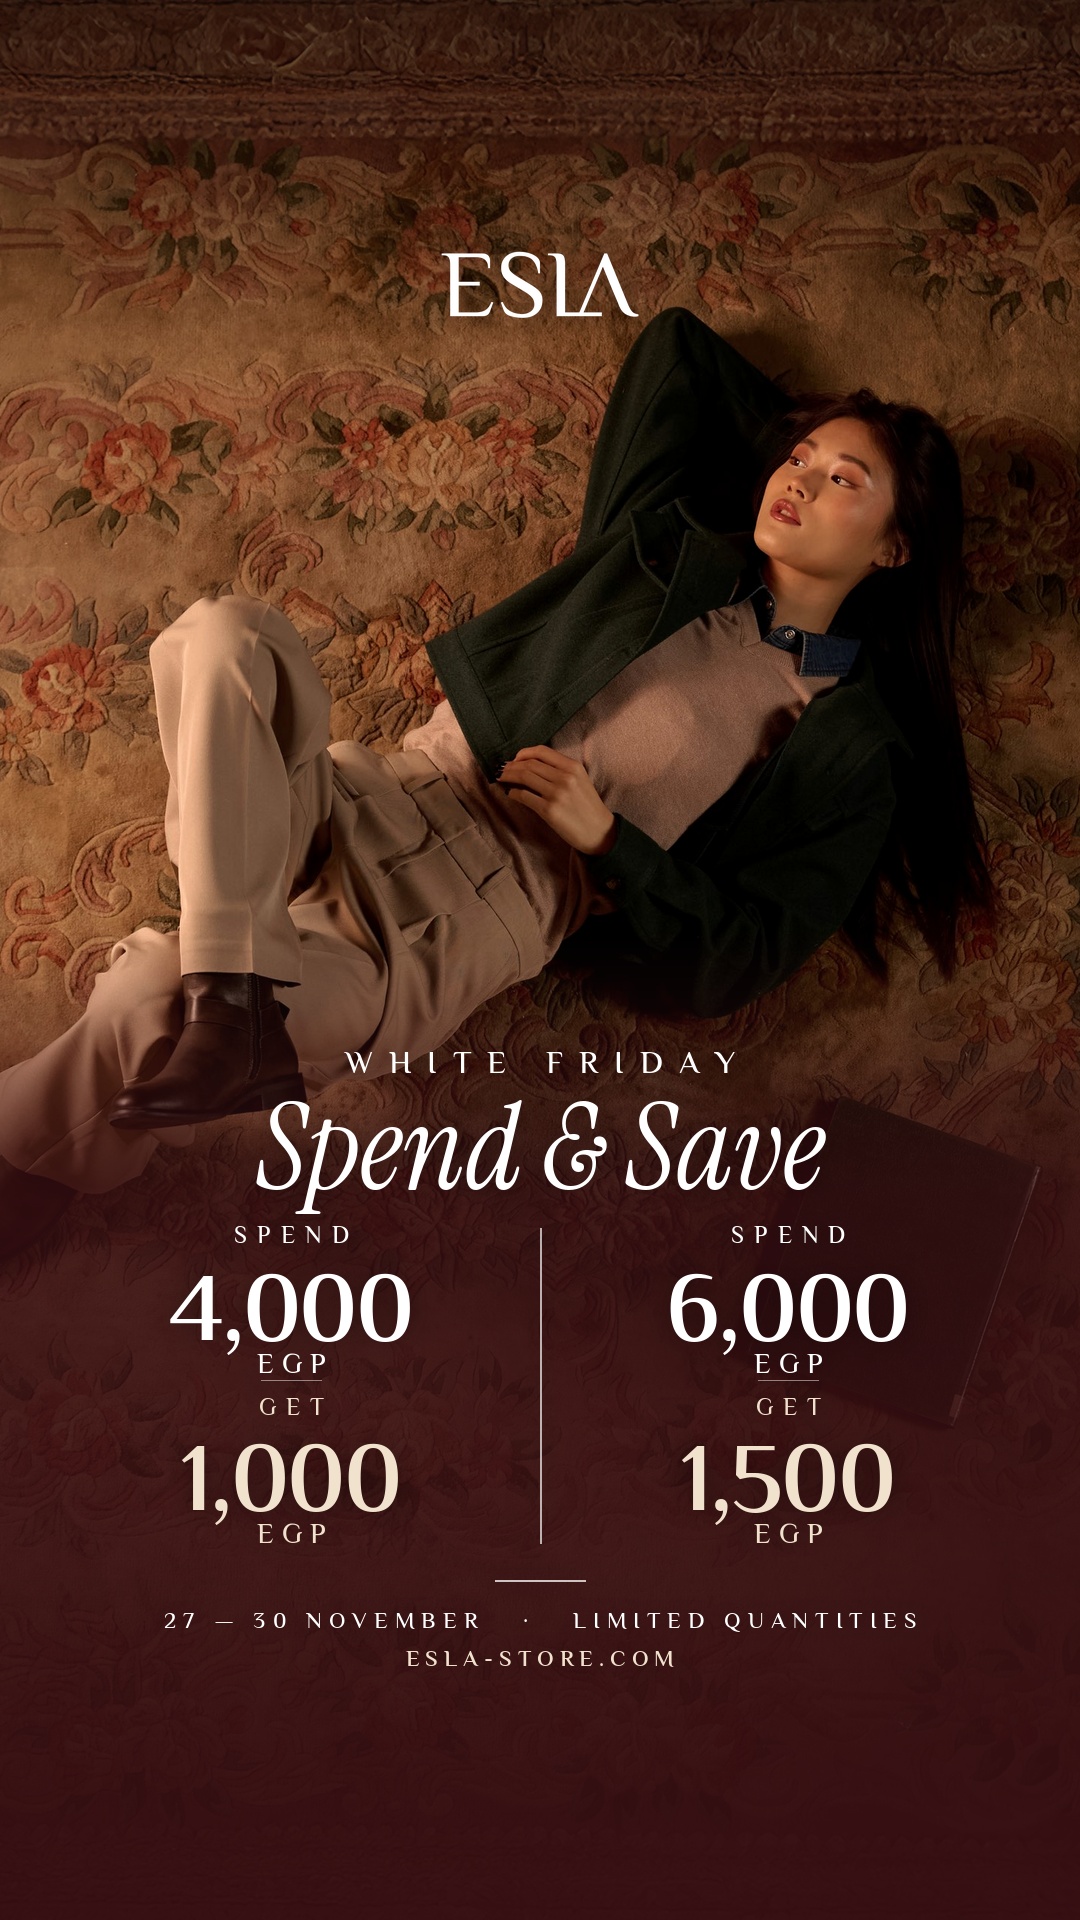 ESLA
WHITE FRIDAY
Spend & Save
SPEND
4,000
EGP
GET
1,000
EGP
SPEND
6,000
EGP
GET
1,500
EGP
27 — 30 NOVEMBER · LIMITED QUANTITIES
ESLA-STORE.COM